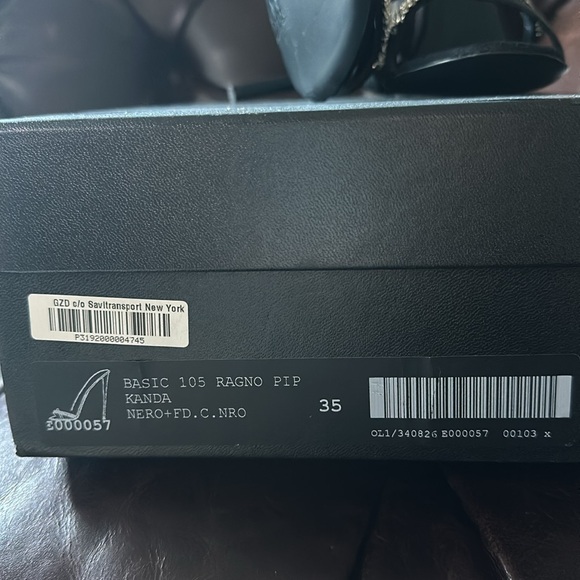 GZD c/o Savitransport New York
P3192000004745
BASIC 105 RAGNO PIP
KANDA
NERO+FD.C.NRO
35
E000057
OL1/340826 E000057 00103 x